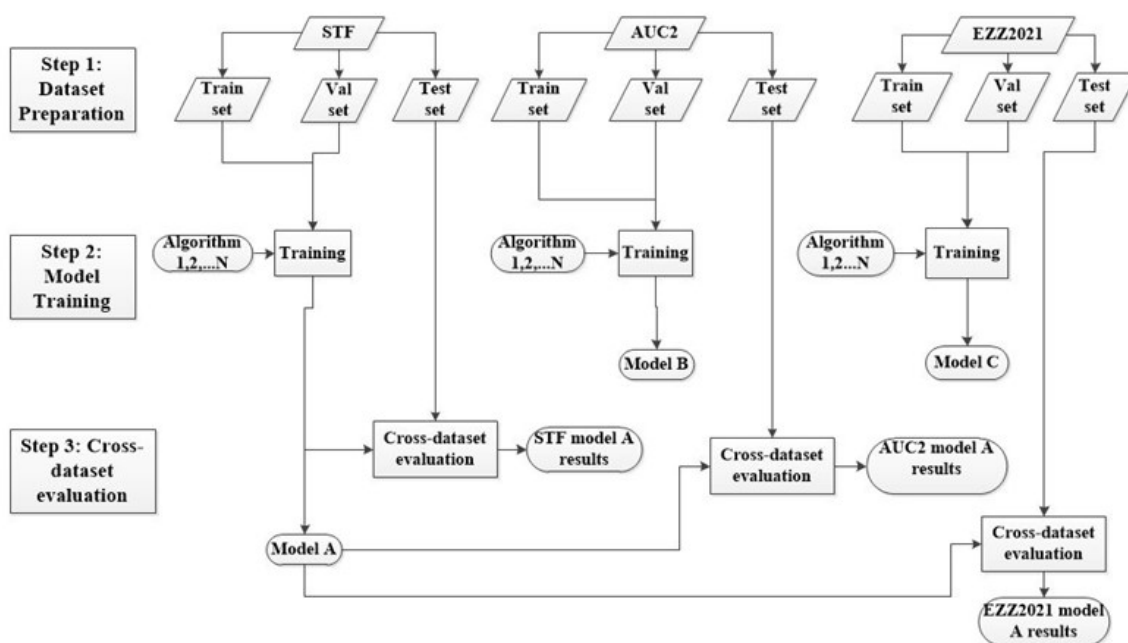 STF
AUC2
EZZ2021
Step 1:
Dataset
Preparation
Train
set
Val
set
Test
set
Train
set
Val
set
Test
set
Train
set
Val
set
Test
set
Step 2:
Model
Training
Algorithm
1,2,...N
Training
Algorithm
1,2,...N
Training
Algorithm
1,2...N
Training
Model B
Model C
Step 3: Cross-
dataset
evaluation
Cross-dataset
evaluation
STF model A
results
Cross-dataset
evaluation
AUC2 model A
results
Model A
Cross-dataset
evaluation
EZZ2021 model
A results